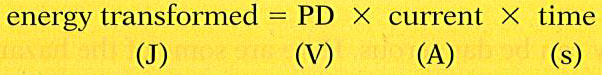 energy transformed = PD × current × time
(J) (V) (A) (s)